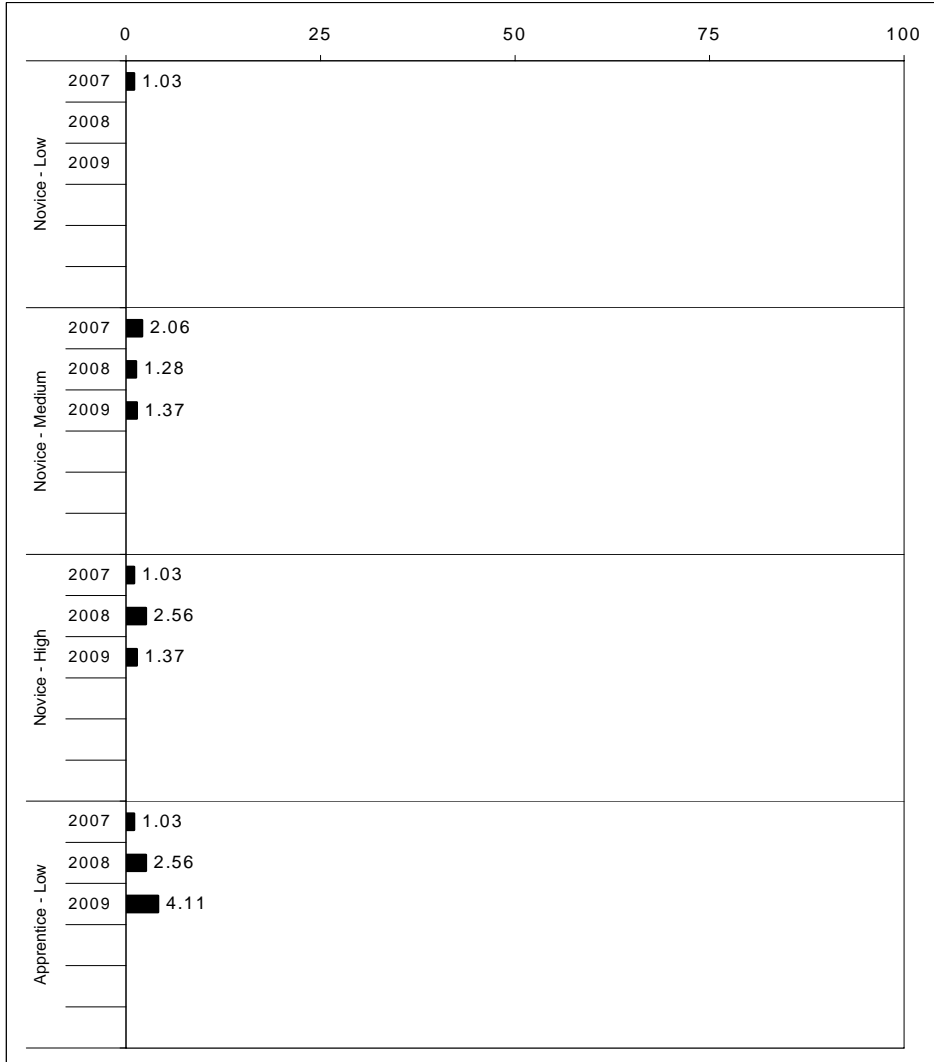 0 25 50 75 100
Novice - Low
2007 1.03
2008
2009
Novice - Medium
2007 2.06
2008 1.28
2009 1.37
Novice - High
2007 1.03
2008 2.56
2009 1.37
Apprentice - Low
2007 1.03
2008 2.56
2009 4.11